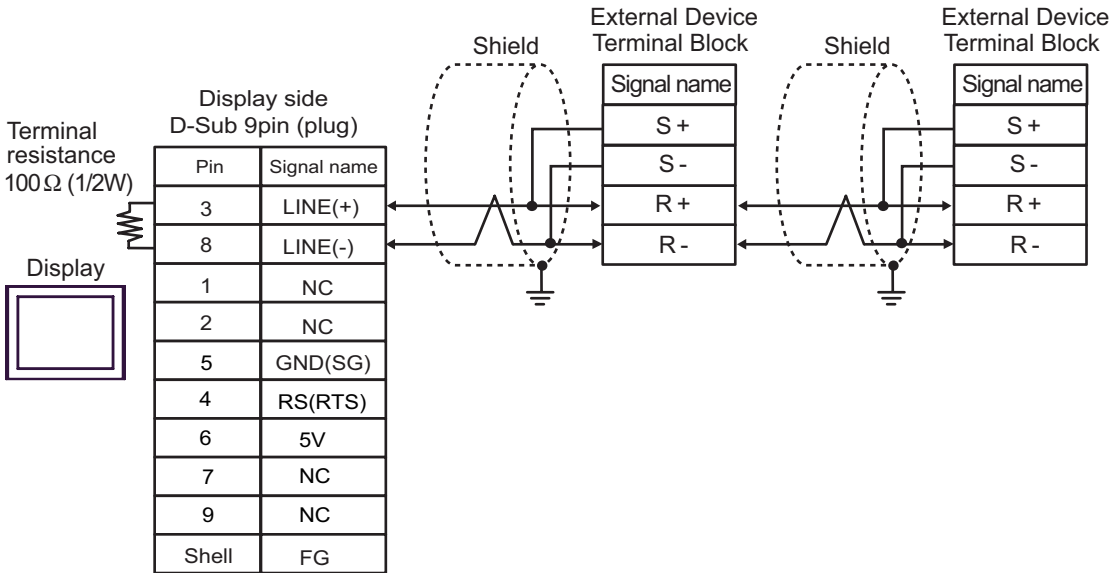 Terminal
resistance
100Ω (1/2W)
Display
Display side
D-Sub 9pin (plug)
Pin Signal name
3 LINE(+)
8 LINE(-)
1 NC
2 NC
5 GND(SG)
4 RS(RTS)
6 5V
7 NC
9 NC
Shell FG
Shield
External Device
Terminal Block
Signal name
S+
S-
R+
R-
Shield
External Device
Terminal Block
Signal name
S+
S-
R+
R-